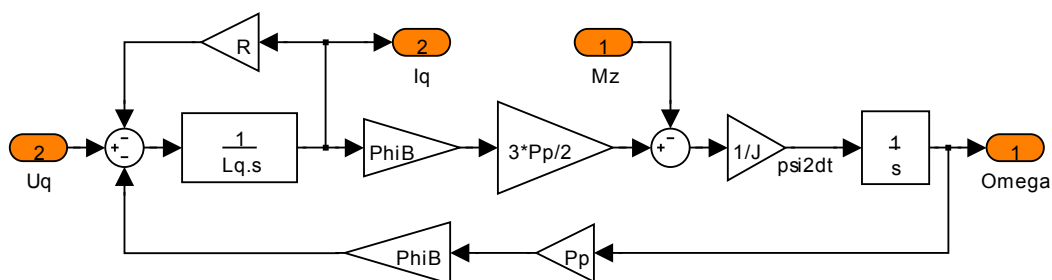 R
2
Iq
1
Mz
2
Uq
−
+
−
1
Lq.s
PhiB
3*Pp/2
−
+
1/J
psi2dt
1
s
1
Omega
PhiB
Pp